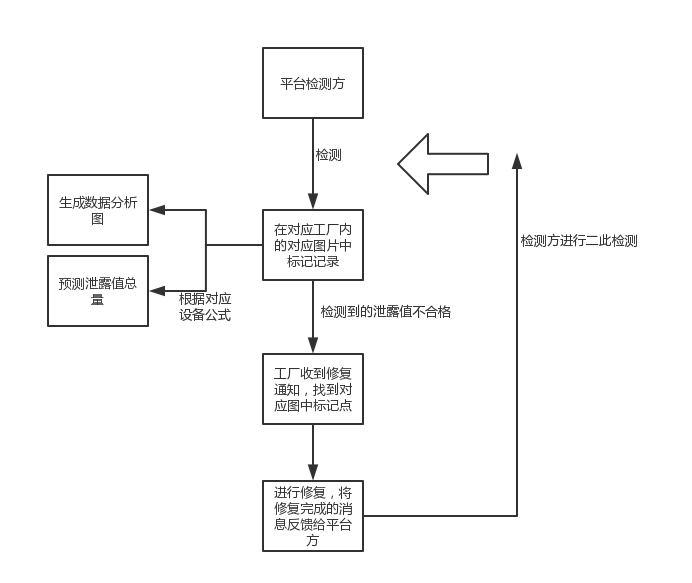 平台检测方
检测
生成数据分析
图
在对应工厂内
的对应图片中
标记记录
检测方进行二此检测
预测泄露值总
量
根据对应
设备公式
检测到的泄露值不合格
工厂收到修复
通知，找到对
应图中标记点
进行修复，将
修复完成的消
息反馈给平台
方